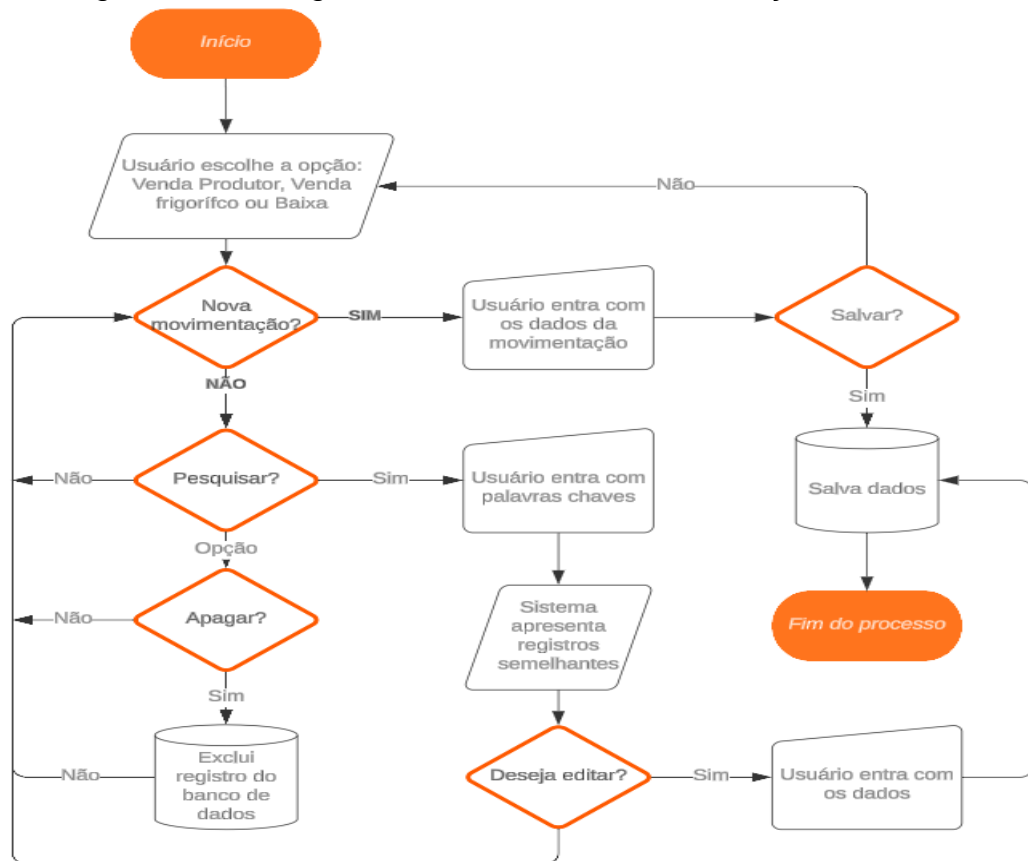 Início
Usuário escolhe a opção:
Venda Produtor, Venda
frigorífco ou Baixa
Não
Nova
movimentação?
SIM
Usuário entra com
os dados da
movimentação
Salvar?
NÃO
Sim
Não
Pesquisar?
Sim
Usuário entra com
palavras chaves
Salva dados
Opção
Não
Apagar?
Sistema
apresenta
registros
semelhantes
Fim do processo
Sim
Não
Exclui
registro do
banco de
dados
Deseja editar?
Sim
Usuário entra com
os dados